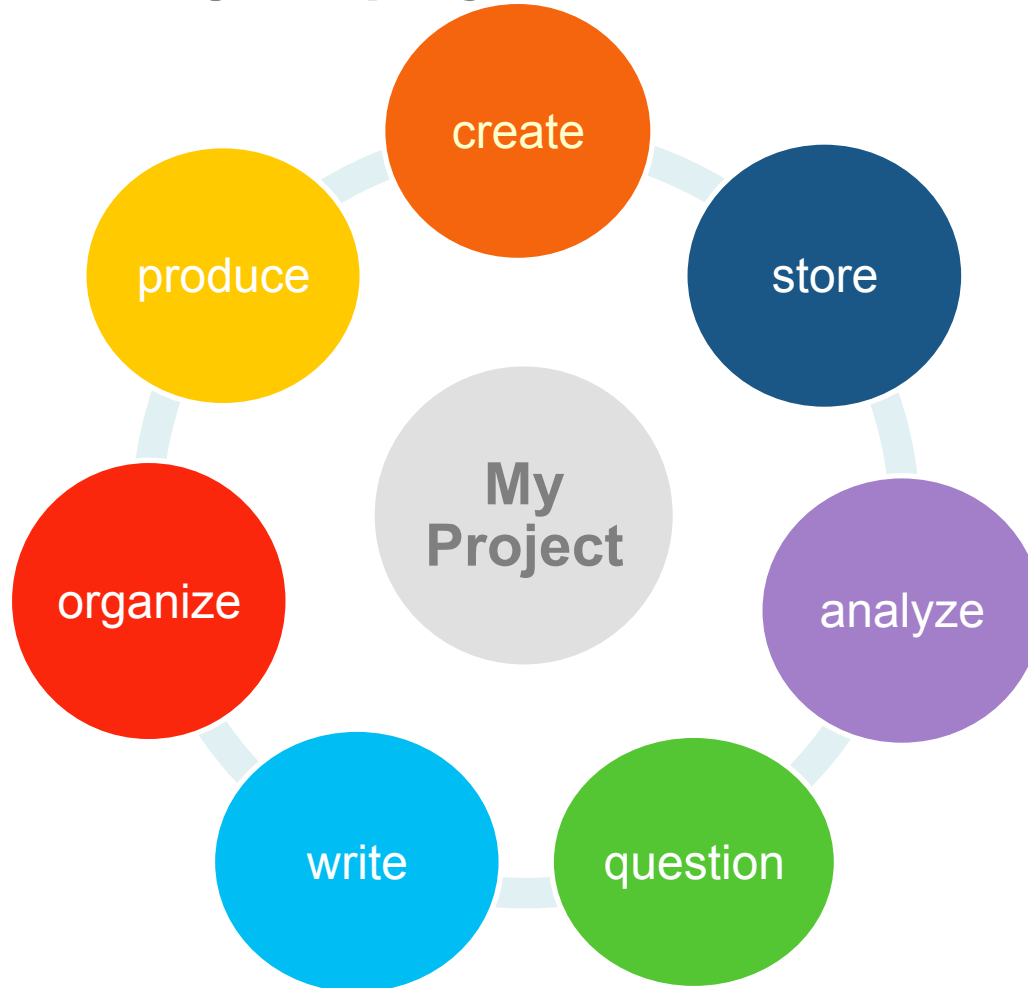 create
store
analyze
question
write
organize
produce
My
Project